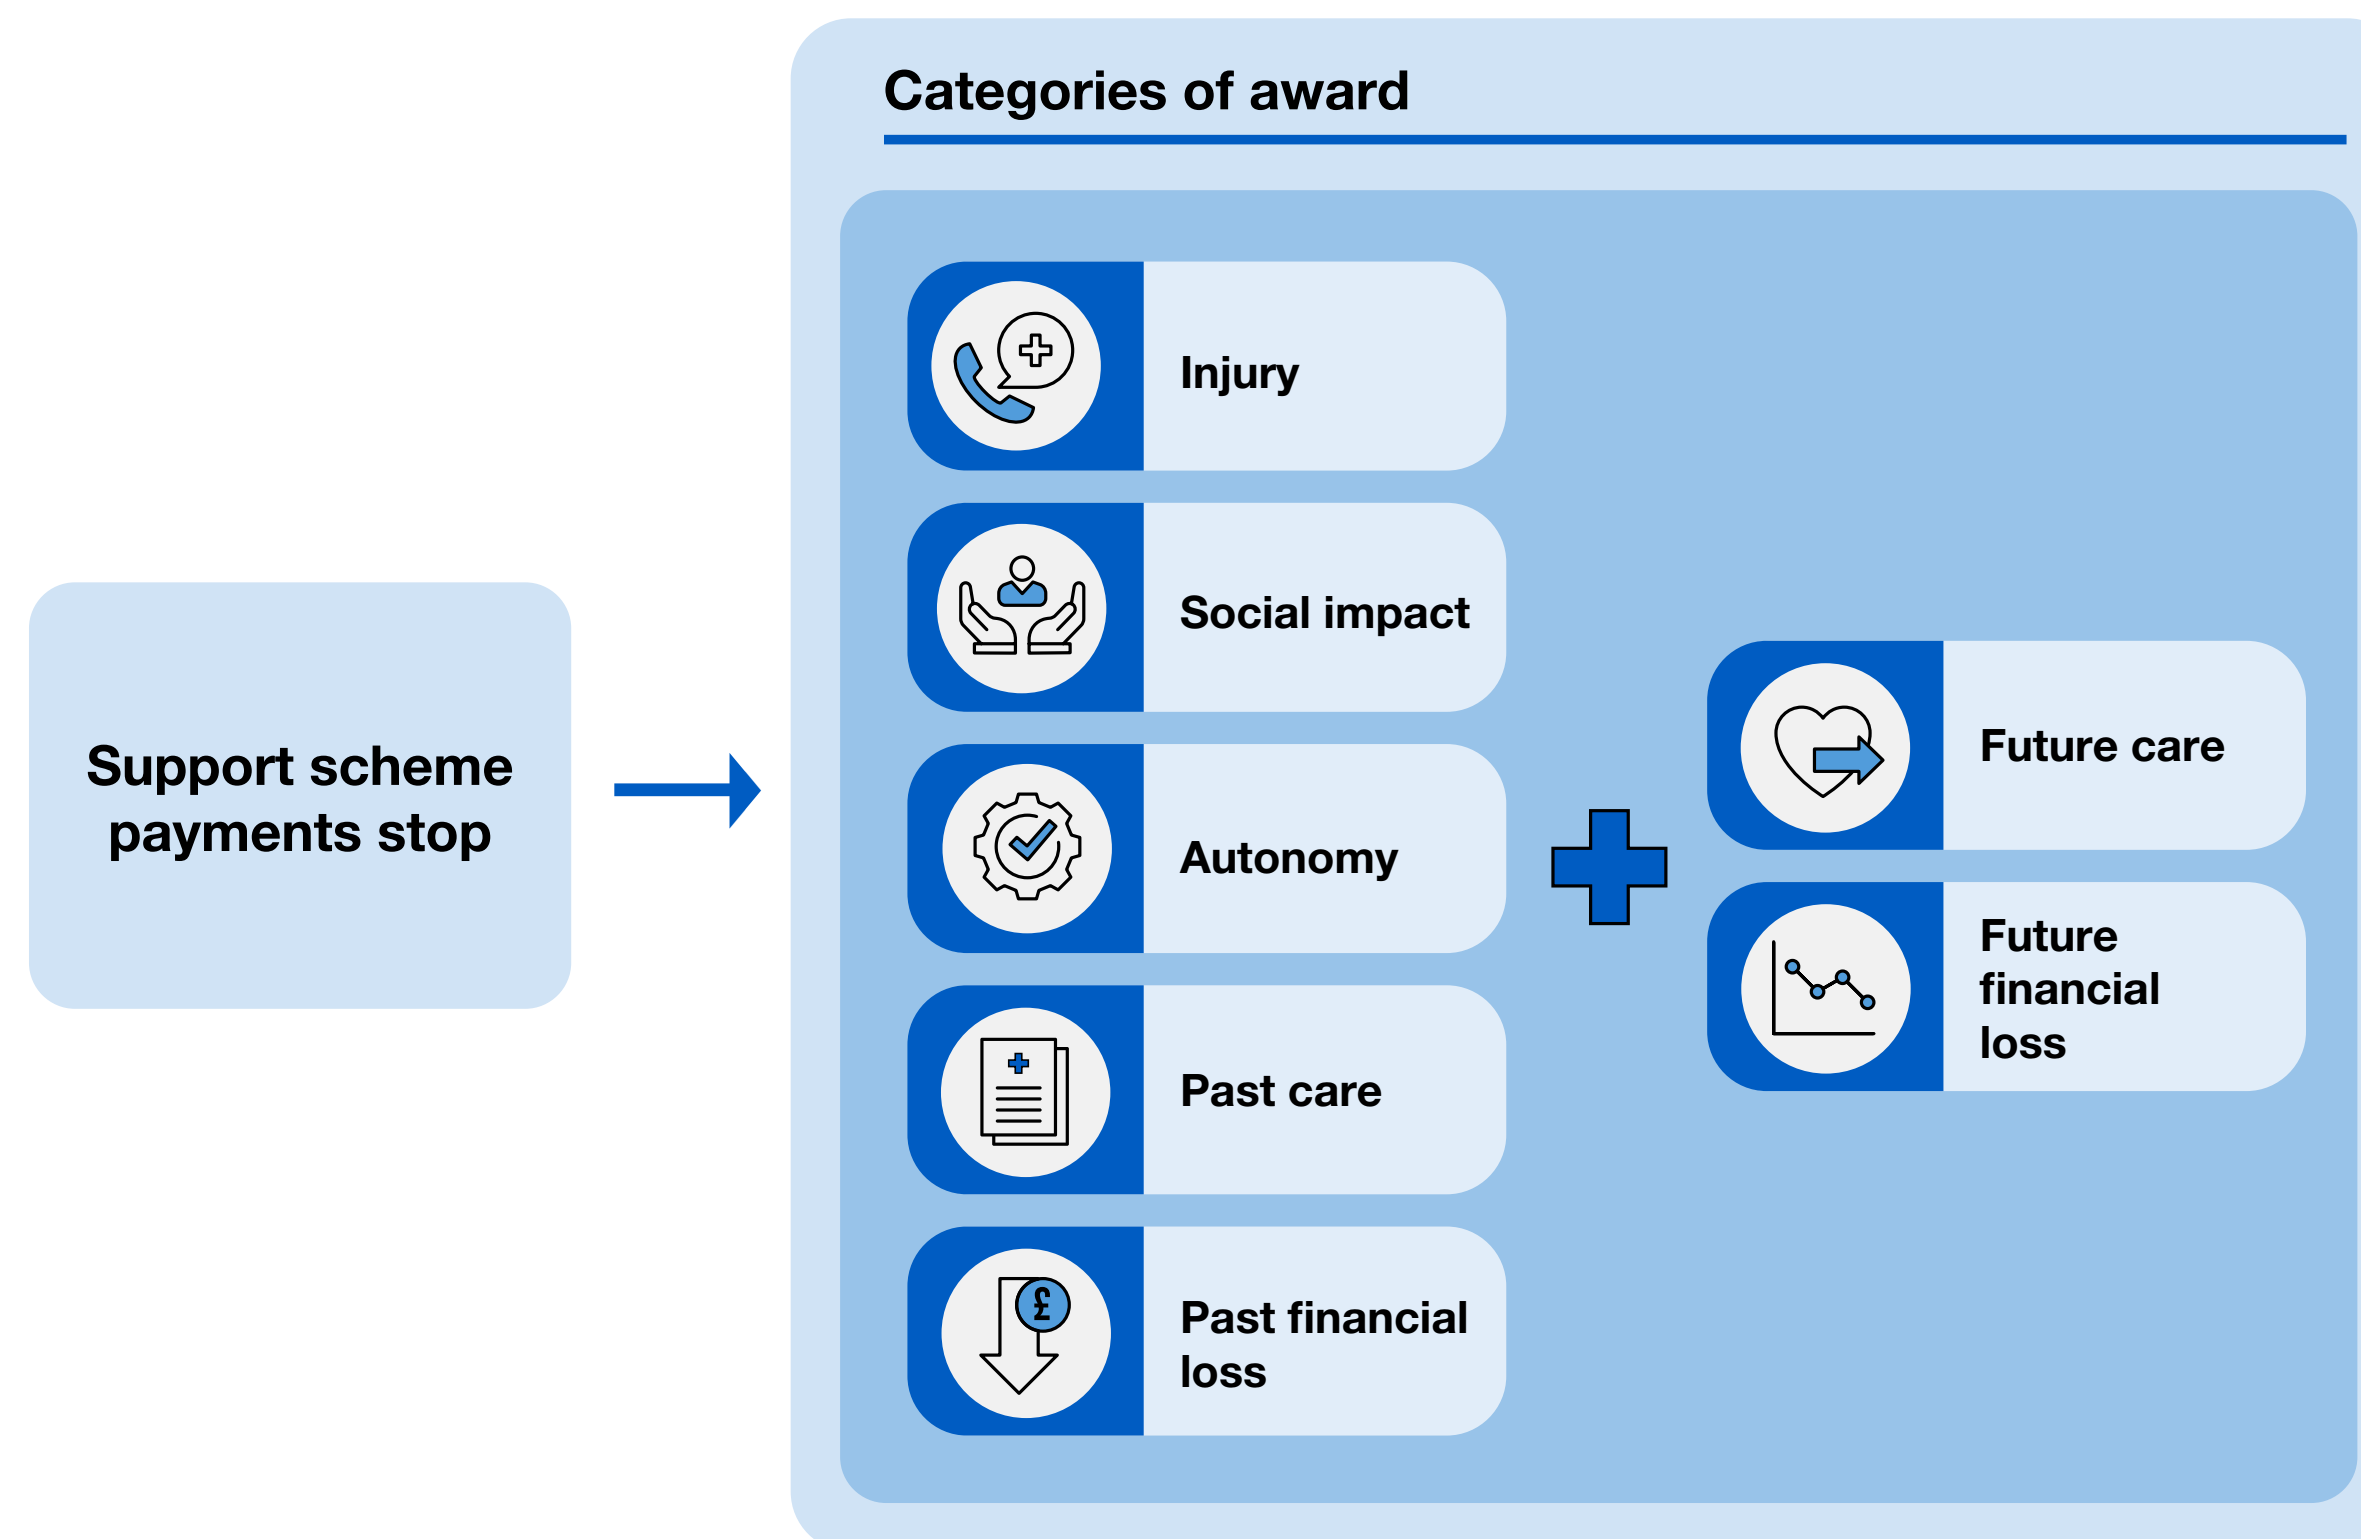 Categories of award
Support scheme
payments stop
Injury
Social impact
Autonomy
Past care
£
Past financial
loss
Future care
Future
financial
loss